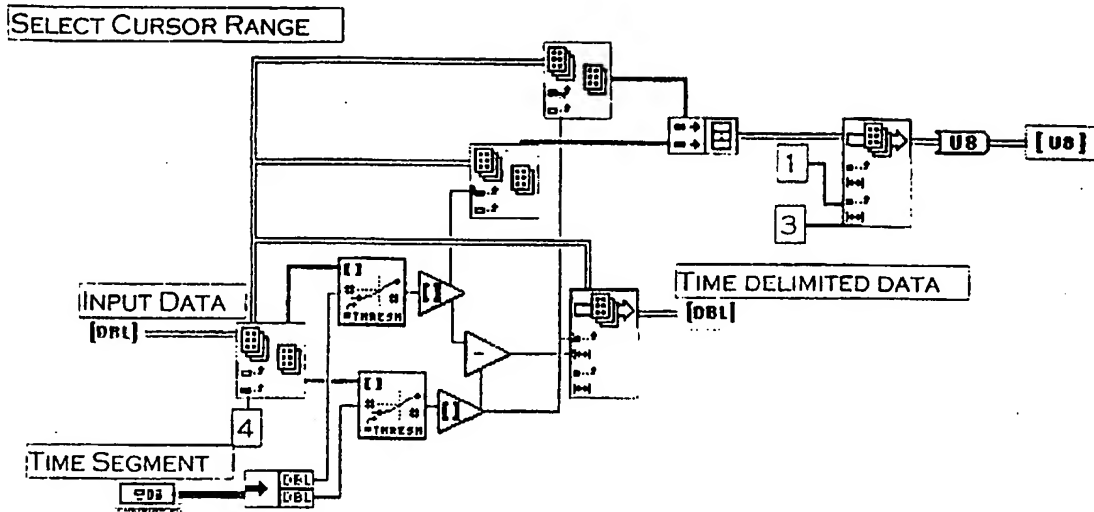 SELECT CURSOR RANGE
U8
[U8]
1
3
TIME DELIMITED DATA
[DBL]
INPUT DATA
[DBL]
[ ]
THRESH
[ ]
-
[ ]
THRESH
[ ]
4
TIME SEGMENT
DBL
DBL